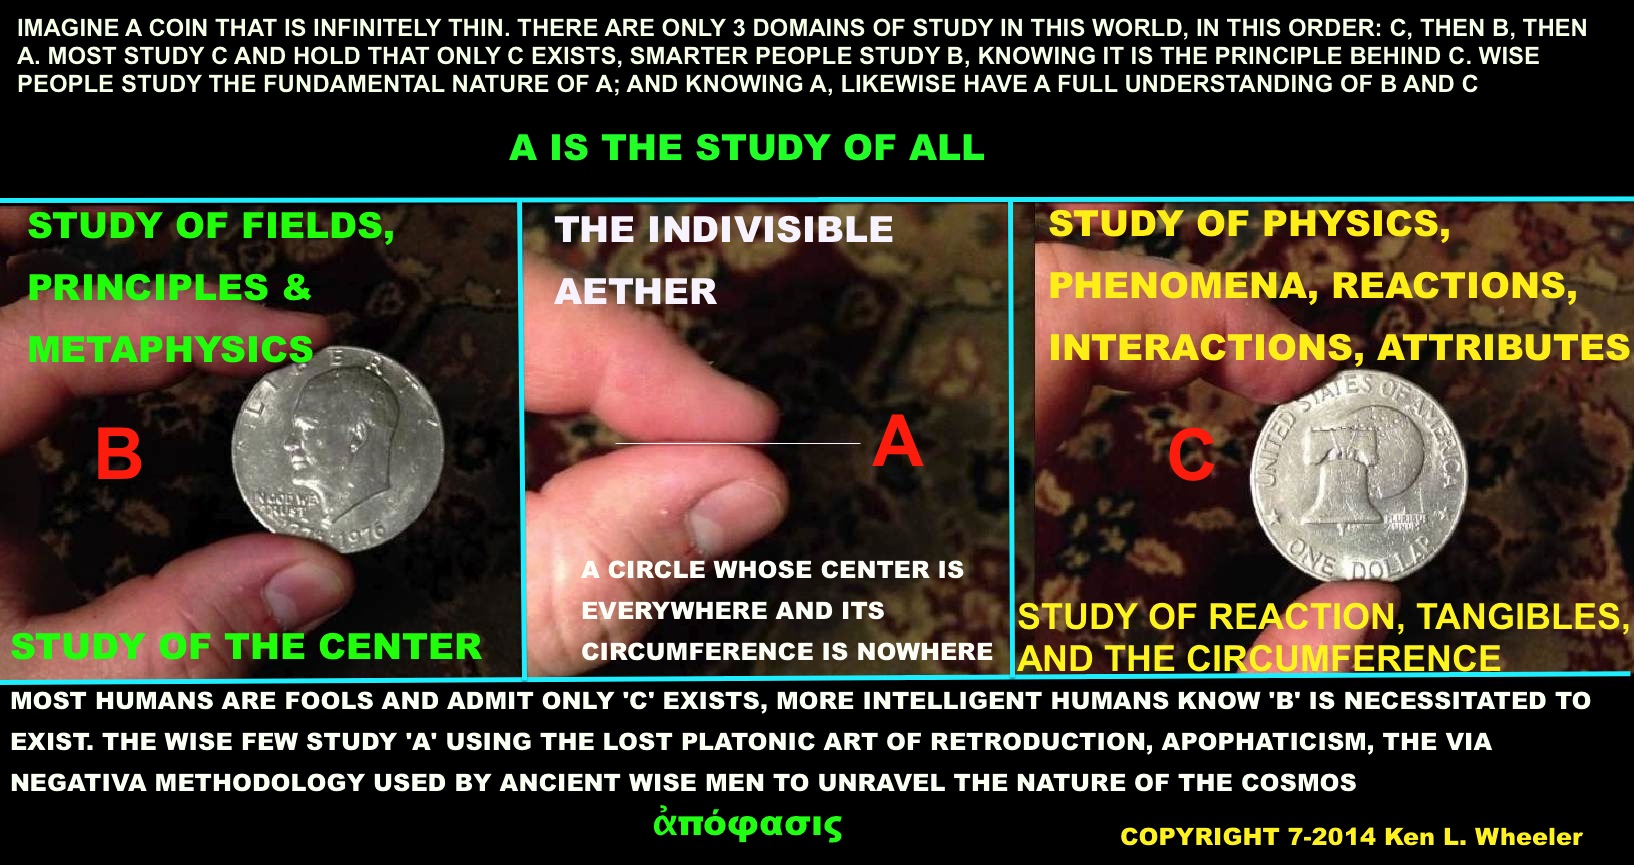 IMAGINE A COIN THAT IS INFINITELY THIN. THERE ARE ONLY 3 DOMAINS OF STUDY IN THIS WORLD, IN THIS ORDER: C, THEN B, THEN
A. MOST STUDY C AND HOLD THAT ONLY C EXISTS, SMARTER PEOPLE STUDY B, KNOWING IT IS THE PRINCIPLE BEHIND C. WISE
PEOPLE STUDY THE FUNDAMENTAL NATURE OF A; AND KNOWING A, LIKEWISE HAVE A FULL UNDERSTANDING OF B AND C
A IS THE STUDY OF ALL
STUDY OF FIELDS,
PRINCIPLES &
METAPHYSICS
LIBERTY
B
IN GOD WE
TRUST
1776-1976
STUDY OF THE CENTER
THE INDIVISIBLE
AETHER
A
A CIRCLE WHOSE CENTER IS
EVERYWHERE AND ITS
CIRCUMFERENCE IS NOWHERE
STUDY OF PHYSICS,
PHENOMENA, REACTIONS,
INTERACTIONS, ATTRIBUTES
C
UNITED STATES OF AMERICA
ONE DOLLAR
STUDY OF REACTION, TANGIBLES,
AND THE CIRCUMFERENCE
MOST HUMANS ARE FOOLS AND ADMIT ONLY 'C' EXISTS, MORE INTELLIGENT HUMANS KNOW 'B' IS NECESSITATED TO
EXIST. THE WISE FEW STUDY 'A' USING THE LOST PLATONIC ART OF RETRODUCTION, APOPHATICISM, THE VIA
NEGATIVA METHODOLOGY USED BY ANCIENT WISE MEN TO UNRAVEL THE NATURE OF THE COSMOS
ἀπόφασις
COPYRIGHT 7-2014 Ken L. Wheeler